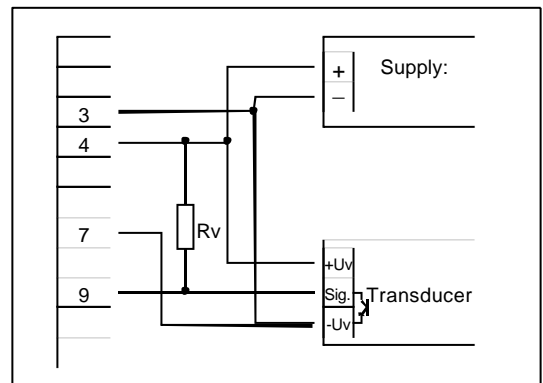 + Supply:
–
3
4
7
Rv
+Uv
9
Sig. Transducer
-Uv